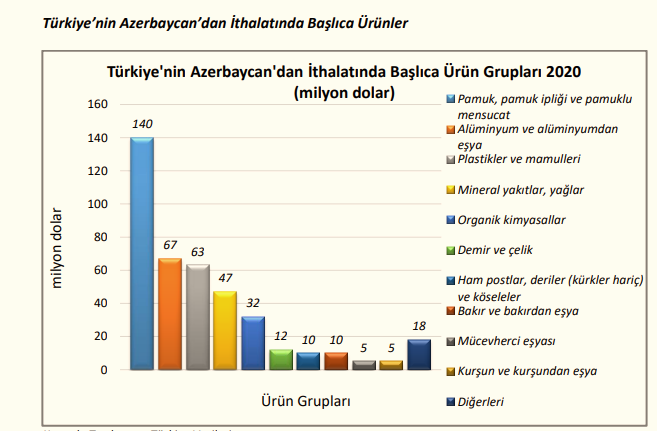 Türkiye’nin Azerbaycan’dan İthalatında Başlıca Ürünler
Türkiye'nin Azerbaycan'dan İthalatında Başlıca Ürün Grupları 2020
(milyon dolar)
160
140
120
100
80
60
40
20
0
milyon dolar
140
67
63
47
32
12
10
10
5
5
18
Ürün Grupları
Pamuk, pamuk ipliği ve pamuklu
mensucat
Alüminyum ve alüminyumdan
eşya
Plastikler ve mamulleri
Mineral yakıtlar, yağlar
Organik kimyasallar
Demir ve çelik
Ham postlar, deriler (kürkler hariç)
ve köseleler
Bakır ve bakırdan eşya
Mücevherci eşyası
Kurşun ve kurşundan eşya
Diğerleri